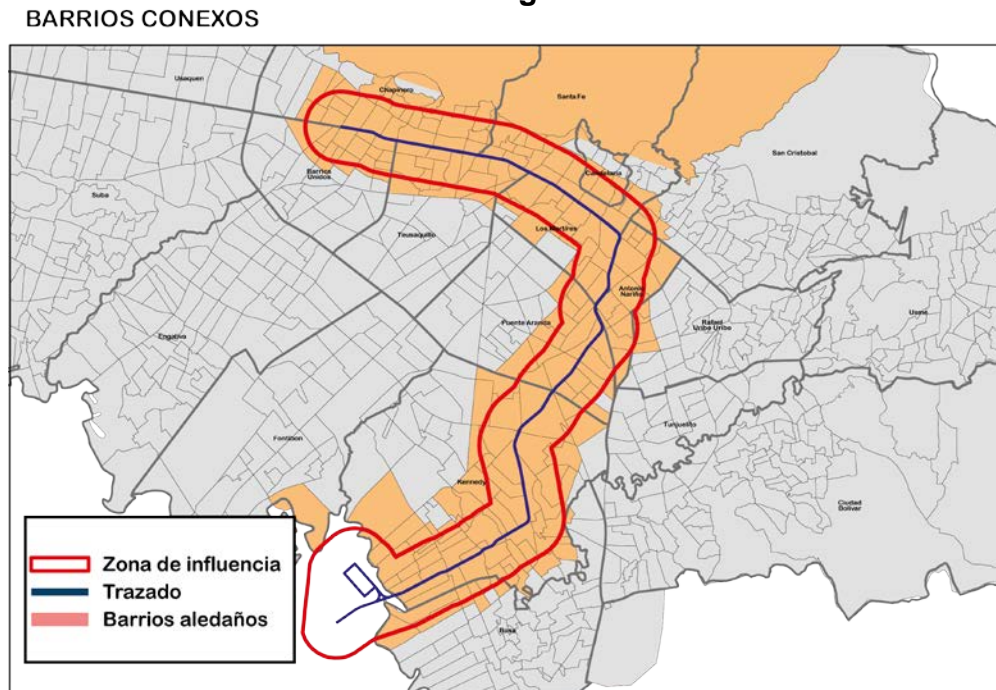 g
BARRIOS CONEXOS
Usaquen
Chapinero
Santa Fe
San Cristobal
Candelaria
Barrios
Unidos
Suba
Teusaquillo
Los Martires
Antonio
Nariño
Rafael
Uribe Uribe
Usme
Puente Aranda
Engativa
Tunjuelito
Fontibon
Kennedy
Ciudad
Bolivar
Bosa
Zona de influencia
Trazado
Barrios aledaños